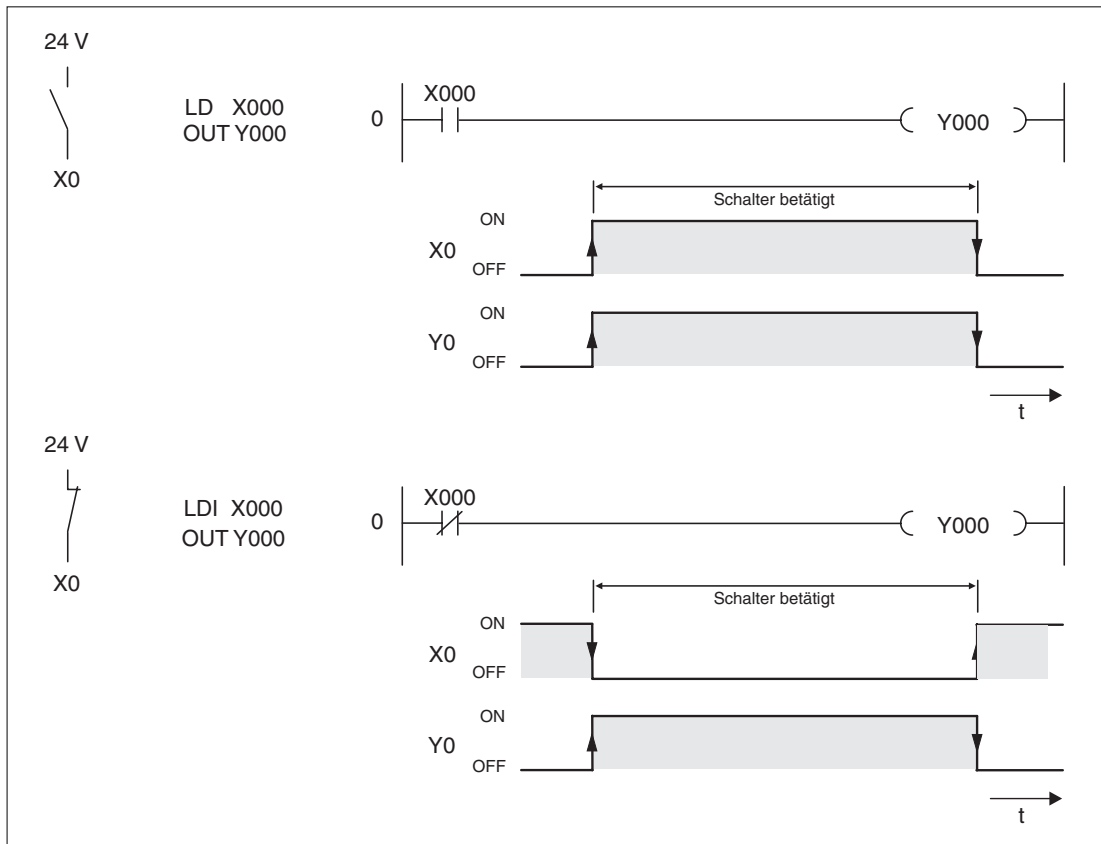 24 V
X0
LD X000
OUT Y000
0
X000
Y000
Schalter betätigt
ON
X0
OFF
ON
Y0
OFF
t
24 V
X0
LDI X000
OUT Y000
0
X000
Y000
Schalter betätigt
ON
X0
OFF
ON
Y0
OFF
t